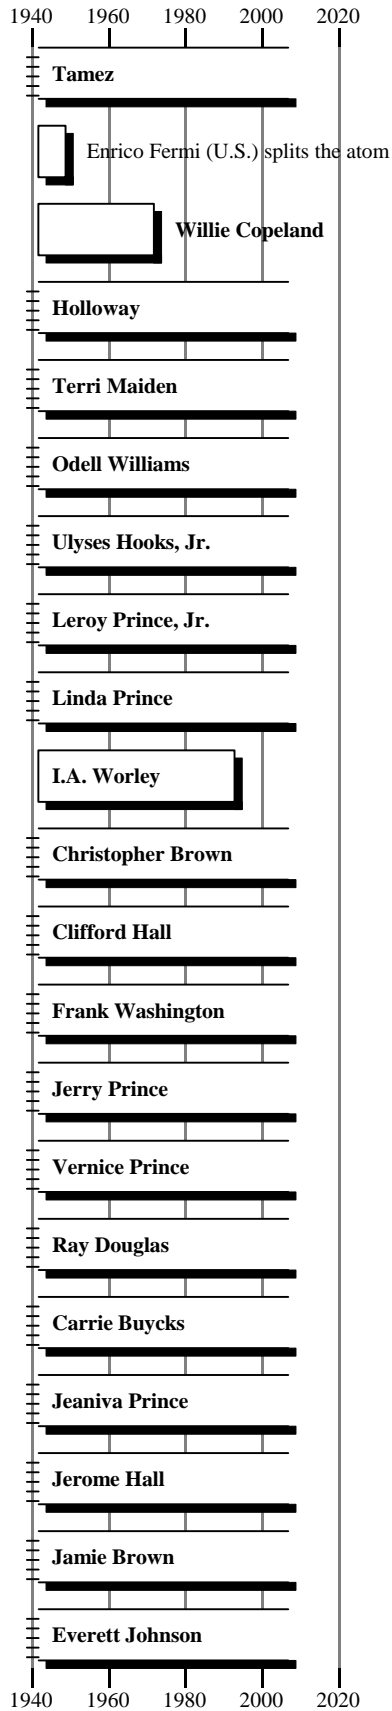 1940 1960 1980 2000 2020
Tamez
Enrico Fermi (U.S.) splits the atom
Willie Copeland
Holloway
Terri Maiden
Odell Williams
Ulyses Hooks, Jr.
Leroy Prince, Jr.
Linda Prince
I.A. Worley
Christopher Brown
Clifford Hall
Frank Washington
Jerry Prince
Vernice Prince
Ray Douglas
Carrie Buycks
Jeaniva Prince
Jerome Hall
Jamie Brown
Everett Johnson
1940 1960 1980 2000 2020